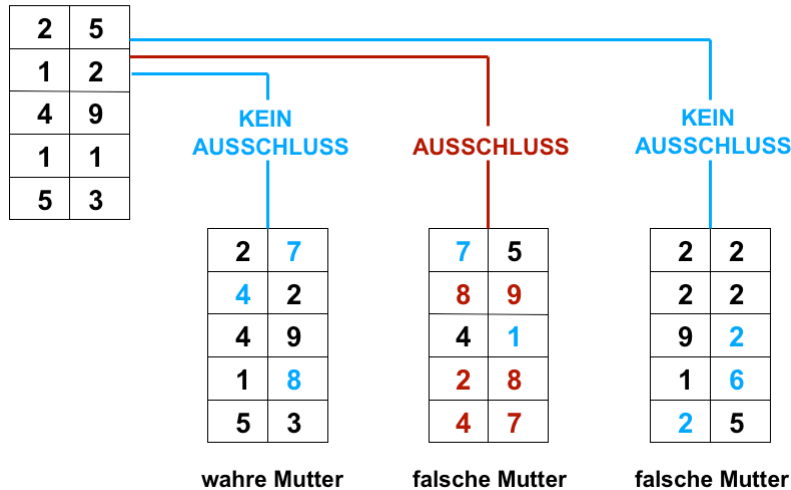 2 5
1 2
4 9
1 1
5 3
KEIN
AUSSCHLUSS
AUSSCHLUSS
KEIN
AUSSCHLUSS
2 7
4 2
4 9
1 8
5 3
wahre Mutter
7 5
8 9
4 1
2 8
4 7
falsche Mutter
2 2
2 2
9 2
1 6
2 5
falsche Mutter